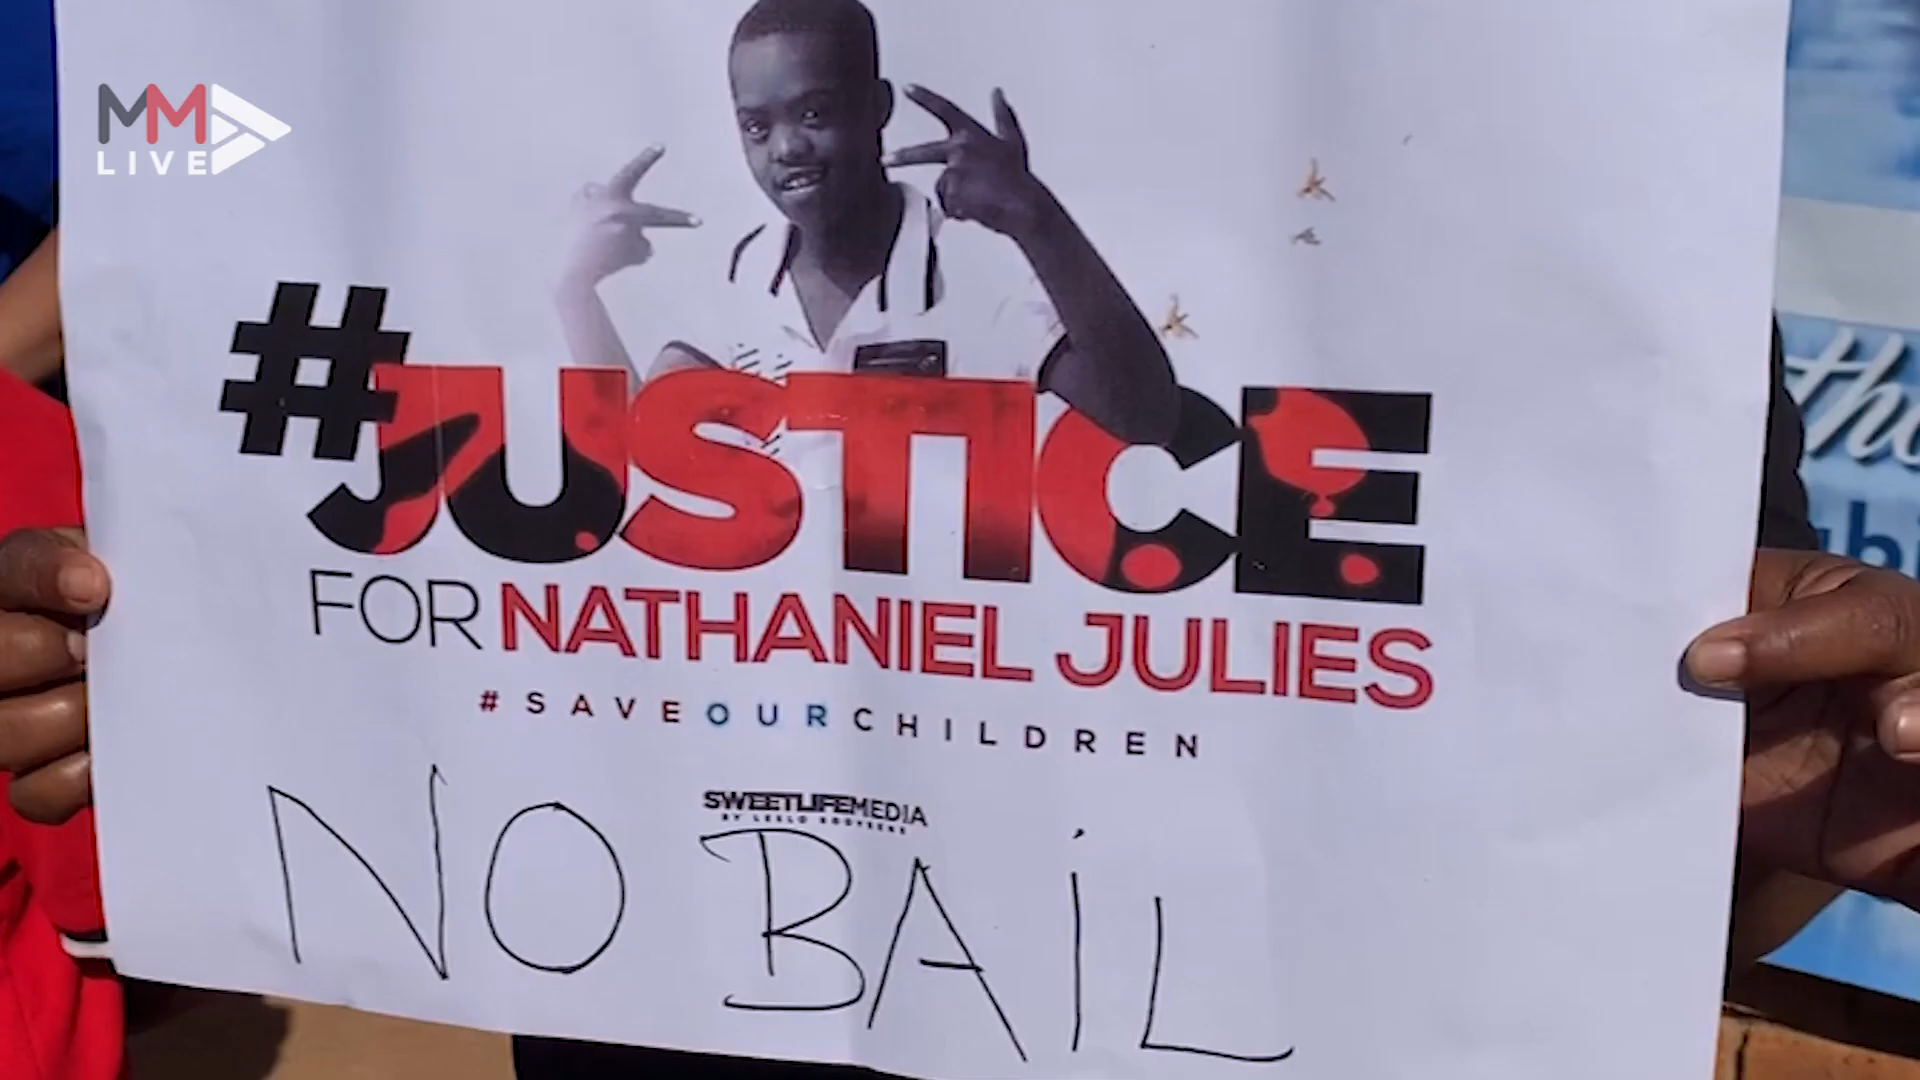 MM
LIVE
#JUSTICE
FOR NATHANIEL JULIES
#SAVEOURCHILDREN
SWEETLIFEMEDIA
NO BAiL